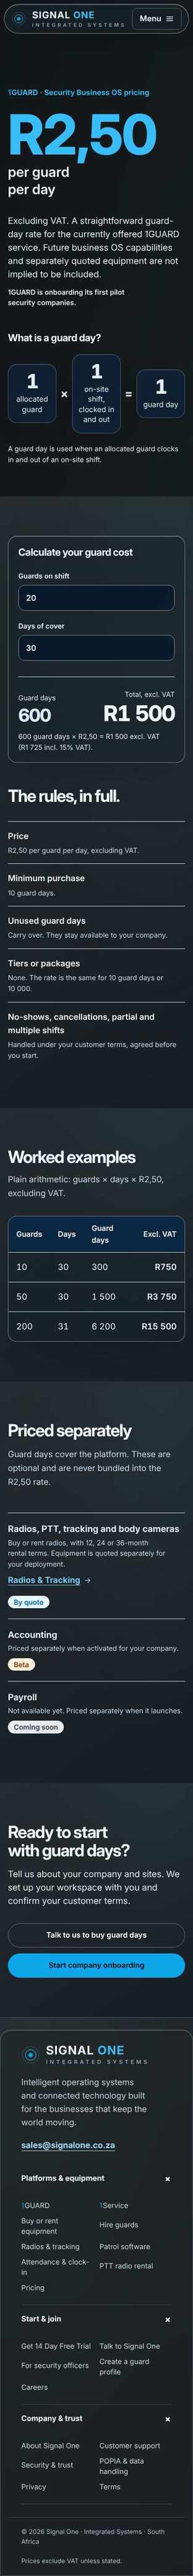 SIGNAL ONE
INTEGRATED SYSTEMS
Menu
1GUARD · Security Business OS pricing
R2,50
per guard
per day
Excluding VAT. A straightforward guard-
day rate for the currently offered 1GUARD
service. Future business OS capabilities
and separately quoted equipment are not
implied to be included.
1GUARD is onboarding its first pilot
security companies.
What is a guard day?
1
allocated
guard
×
1
on-site
shift,
clocked in
and out
=
1
guard day
A guard day is used when an allocated guard clocks
in and out of an on-site shift.
Calculate your guard cost
Guards on shift
20
Days of cover
30
Guard days
600
Total, excl. VAT
R1 500
600 guard days × R2,50 = R1 500 excl. VAT
(R1 725 incl. 15% VAT).
The rules, in full.
Price
R2,50 per guard per day, excluding VAT.
Minimum purchase
10 guard days.
Unused guard days
Carry over. They stay available to your company.
Tiers or packages
None. The rate is the same for 10 guard days or
10 000.
No-shows, cancellations, partial and
multiple shifts
Handled under your customer terms, agreed before
you start.
Worked examples
Plain arithmetic: guards × days × R2,50,
excluding VAT.
Guards Days Guard days Excl. VAT
10 30 300 R750
50 30 1 500 R3 750
200 31 6 200 R15 500
Priced separately
Guard days cover the platform. These are
optional and are never bundled into the
R2,50 rate.
Radios, PTT, tracking and body cameras
Buy or rent radios, with 12, 24 or 36-month
rental terms. Equipment is quoted separately for
your deployment.
Radios & Tracking →
By quote
Accounting
Priced separately when activated for your company.
Beta
Payroll
Not available yet. Priced separately when it launches.
Coming soon
Ready to start
with guard days?
Tell us about your company and sites. We
set up your workspace with you and
confirm your customer terms.
Talk to us to buy guard days
Start company onboarding
SIGNAL ONE
INTEGRATED SYSTEMS
Intelligent operating systems
and connected technology built
for the businesses that keep the
world moving.
sales@signalone.co.za
Platforms & equipment ×
1GUARD 1Service
Buy or rent
equipment
Hire guards
Radios & tracking Patrol software
Attendance & clock-
in
PTT radio rental
Pricing
Start & join ×
Get 14 Day Free Trial Talk to Signal One
For security officers
Create a guard
profile
Careers
Company & trust ×
About Signal One Customer support
Security & trust
POPIA & data
handling
Privacy Terms
© 2026 Signal One · Integrated Systems · South
Africa
Prices exclude VAT unless stated.